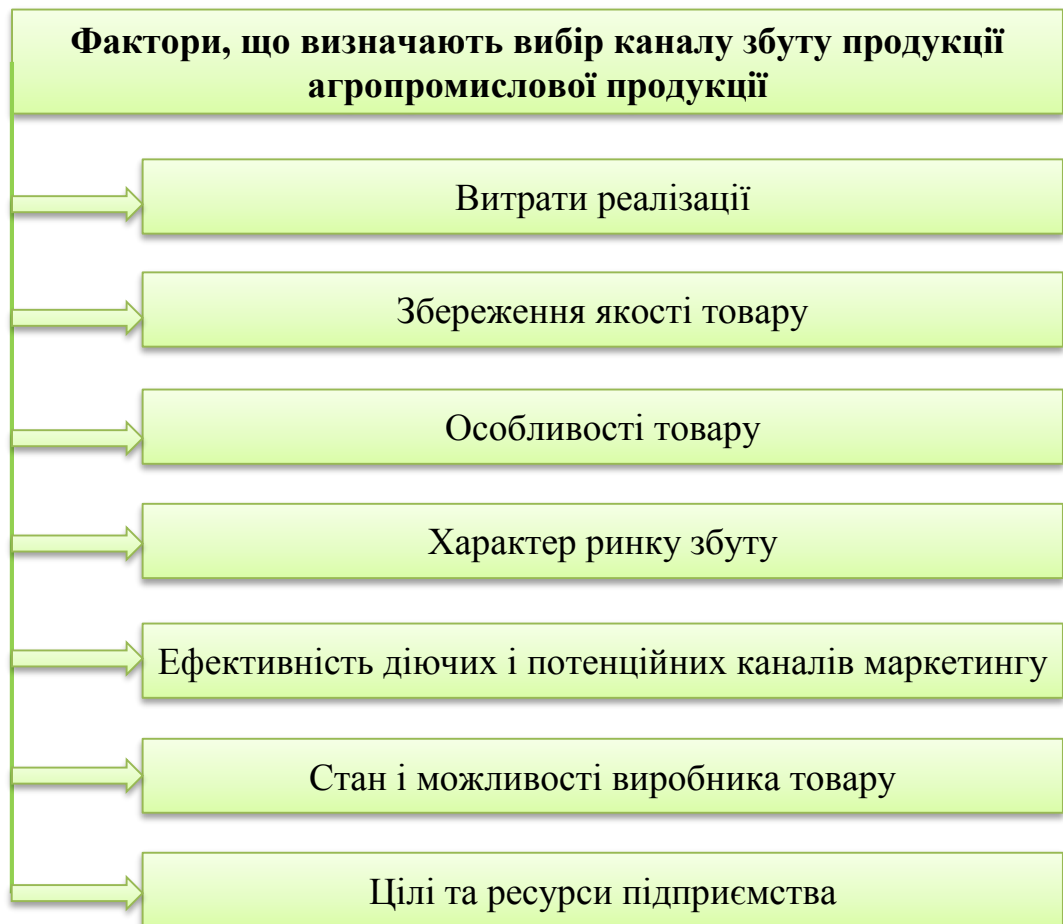 Фактори, що визначають вибір каналу збуту продукції
агропромислової продукції
Витрати реалізації
Збереження якості товару
Особливості товару
Характер ринку збуту
Ефективність діючих і потенційних каналів маркетингу
Стан і можливості виробника товару
Цілі та ресурси підприємства